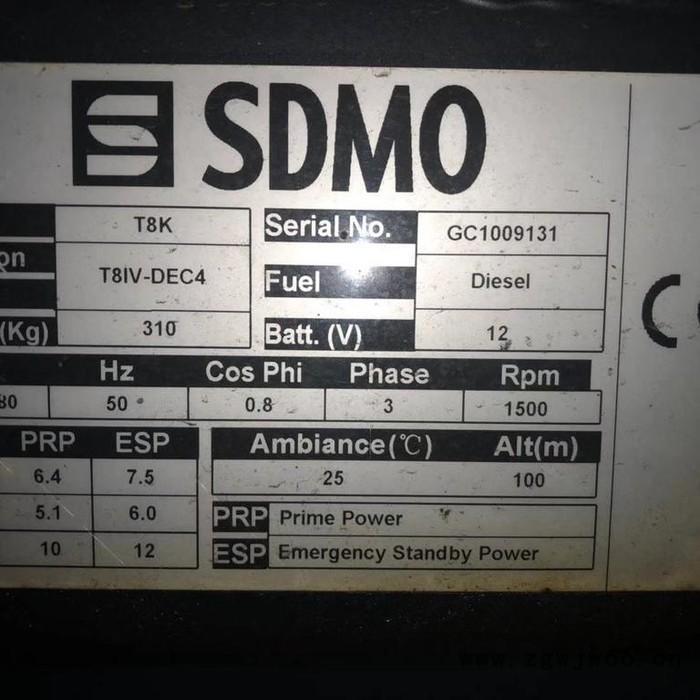 SDMO
T8K Serial No. GC1009131
on T8IV-DEC4 Fuel Diesel
(Kg) 310 Batt. (V) 12
Hz Cos Phi Phase Rpm
80 50 0.8 3 1500
PRP ESP Ambiance(℃) Alt(m)
6.4 7.5 25 100
5.1 6.0 PRP Prime Power
10 12 ESP Emergency Standby Power